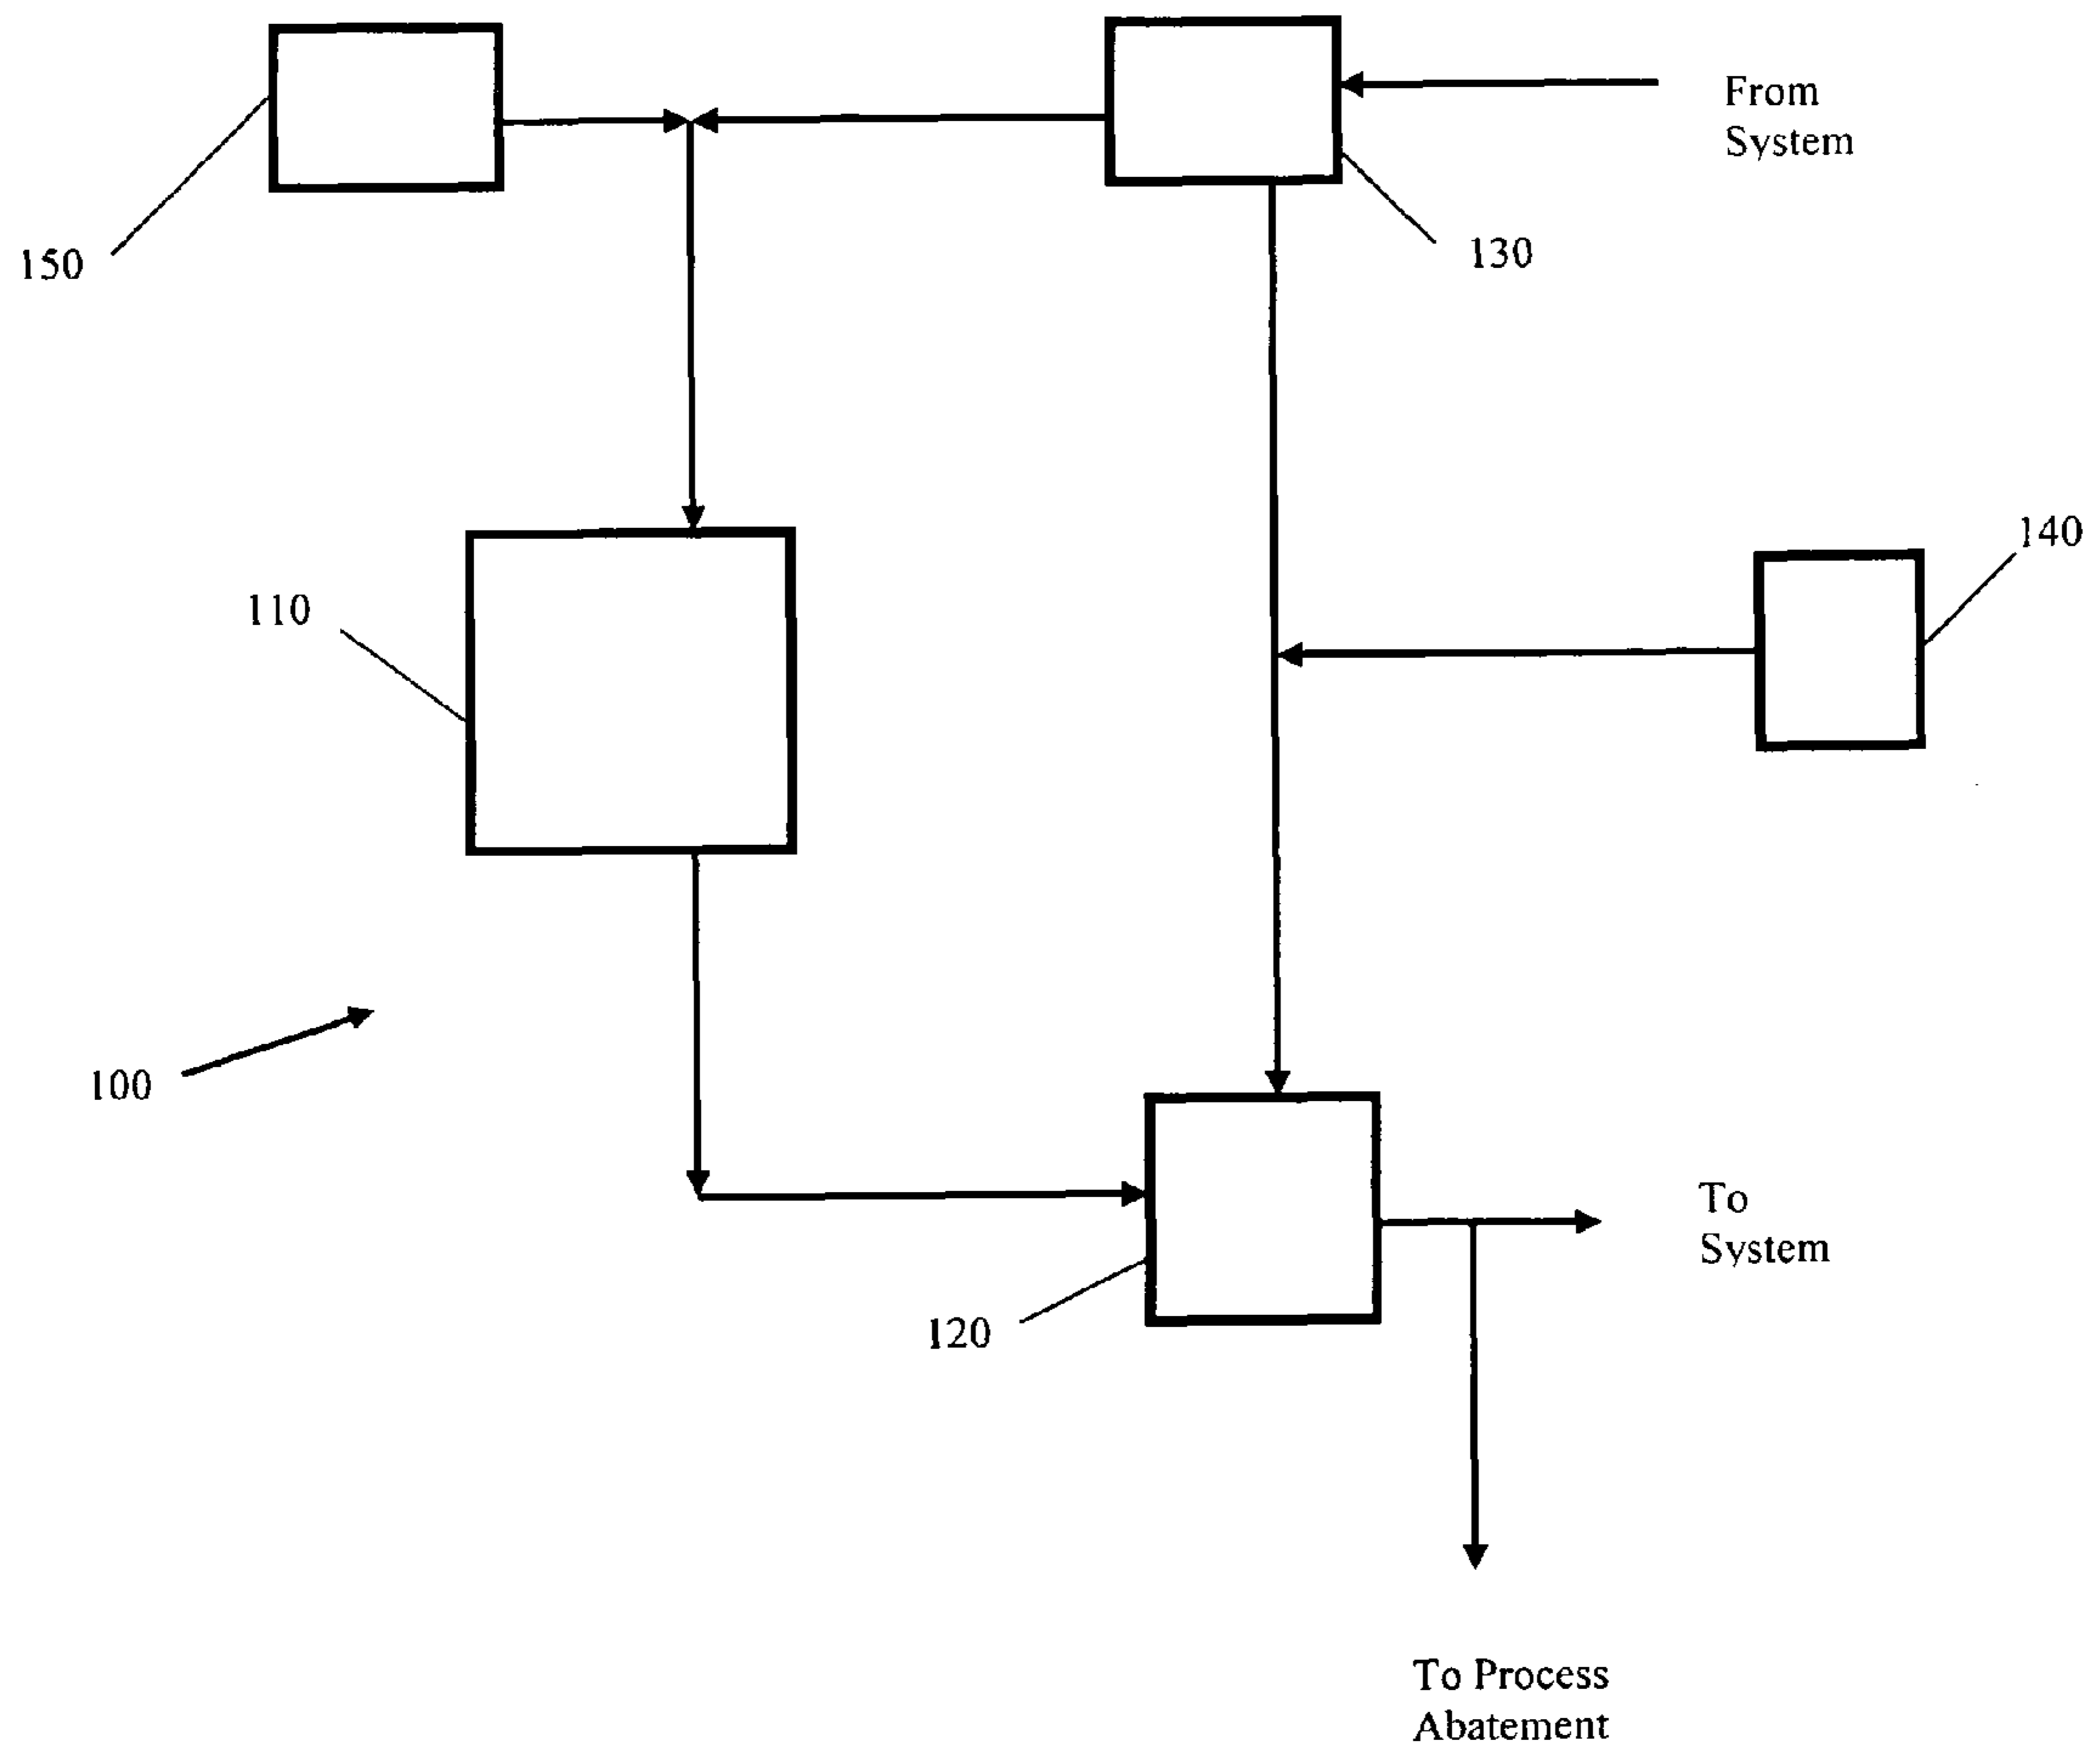 From
System
150
130
140
110
100
To
System
120
To Process
Abatement